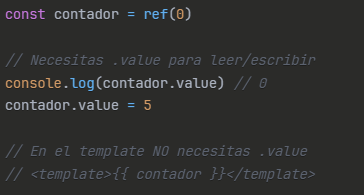 const contador = ref(0)
// Necesitas .value para leer/escribir
console.log(contador.value) // 0
contador.value = 5
// En el template NO necesitas .value
// <template>{{ contador }}</template>